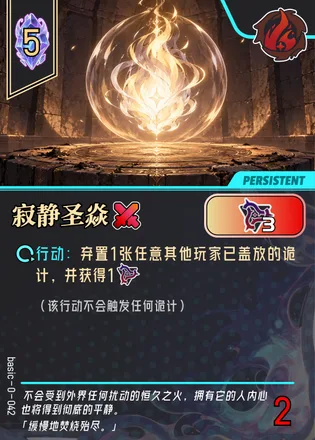 5
PERSISTENT
寂静圣焱
/3
行动：弃置1张任意其他玩家已盖放的诡
计，并获得1
（该行动不会触发任何诡计）
basic-0-042
不会受到外界任何扰动的恒久之火，拥有它的人内心
也将得到彻底的平静。
「缓慢地焚烧殆尽。」
2